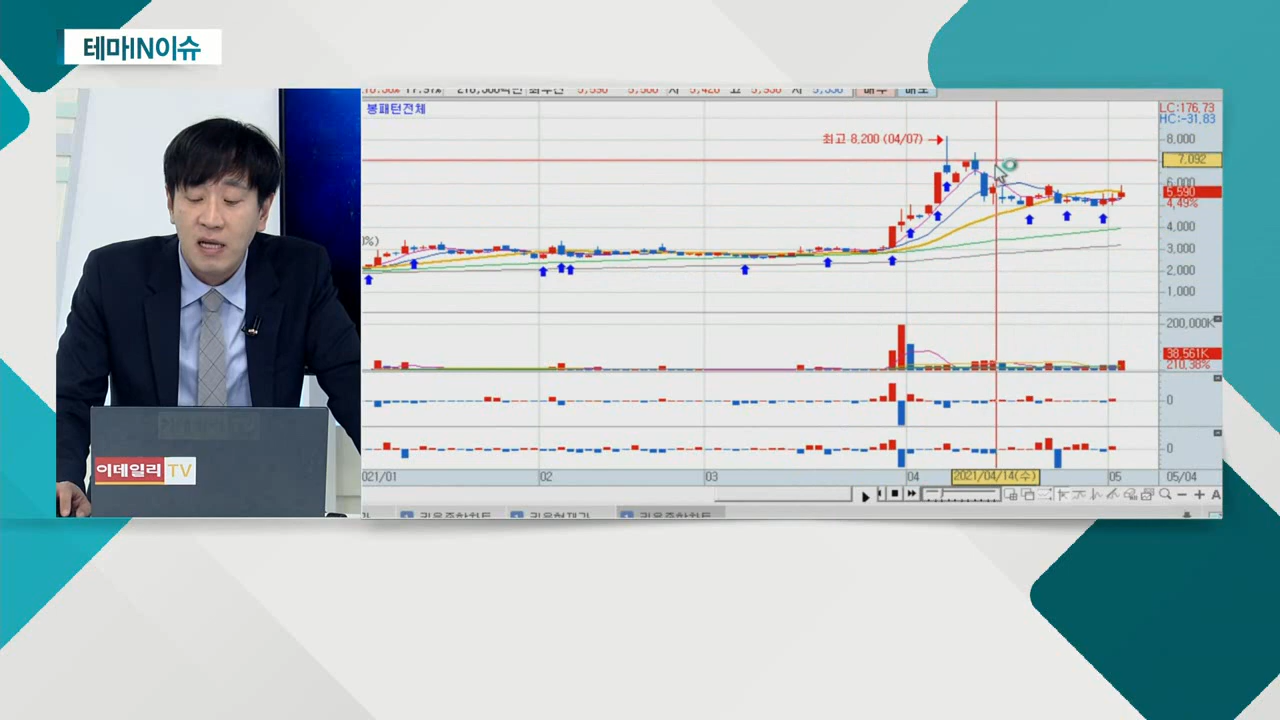 테마IN이슈
봉패턴전체
LC:176,73
HC:-31,83
최고 8,200 (04/07)
8,000
7,092
6,000
5,590
4,49%
4,000
3,000
2,000
1,000
200,000K
38,561K
210,38%
0
0
이데일리 TV
021/01
02
03
04
2021/04/14(수)
05
05/04
A